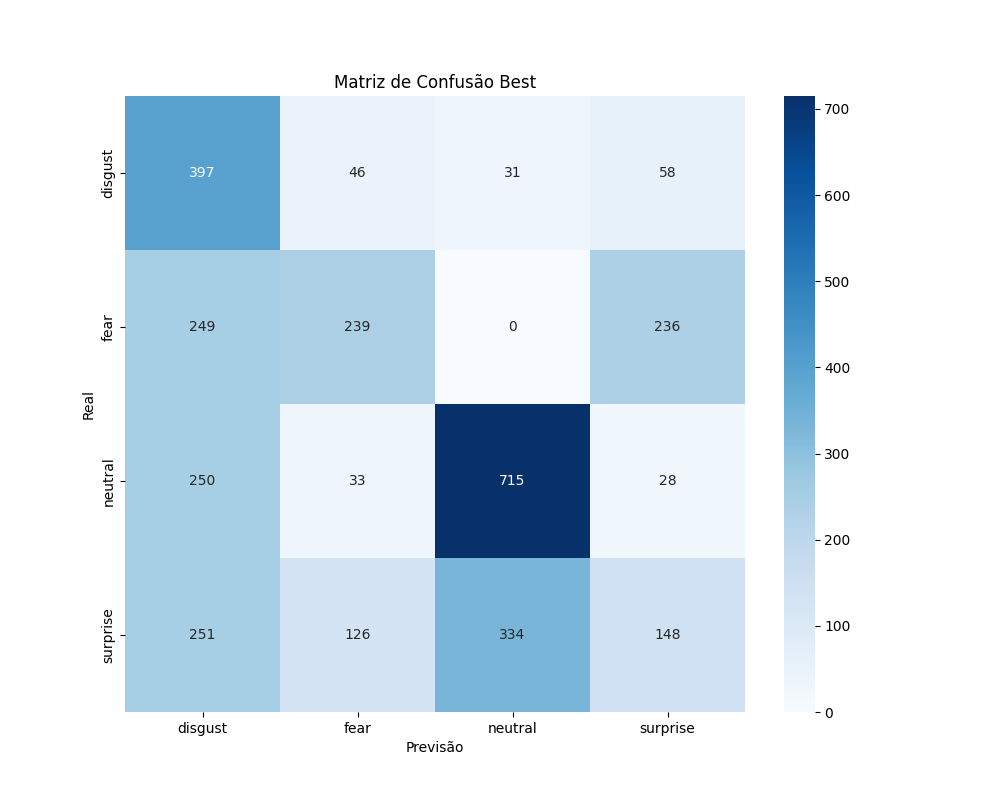 Matriz de Confusão Best
Real
disgust 397 46 31 58
fear 249 239 0 236
neutral 250 33 715 28
surprise 251 126 334 148
disgust fear neutral surprise
Previsão
700
600
500
400
300
200
100
0